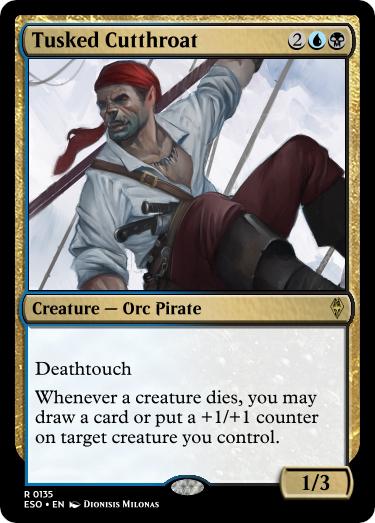 Tusked Cutthroat 2
Creature — Orc Pirate
Deathtouch
Whenever a creature dies, you may
draw a card or put a +1/+1 counter
on target creature you control.
1/3
R 0135
ESO • EN Dionisis Milonas